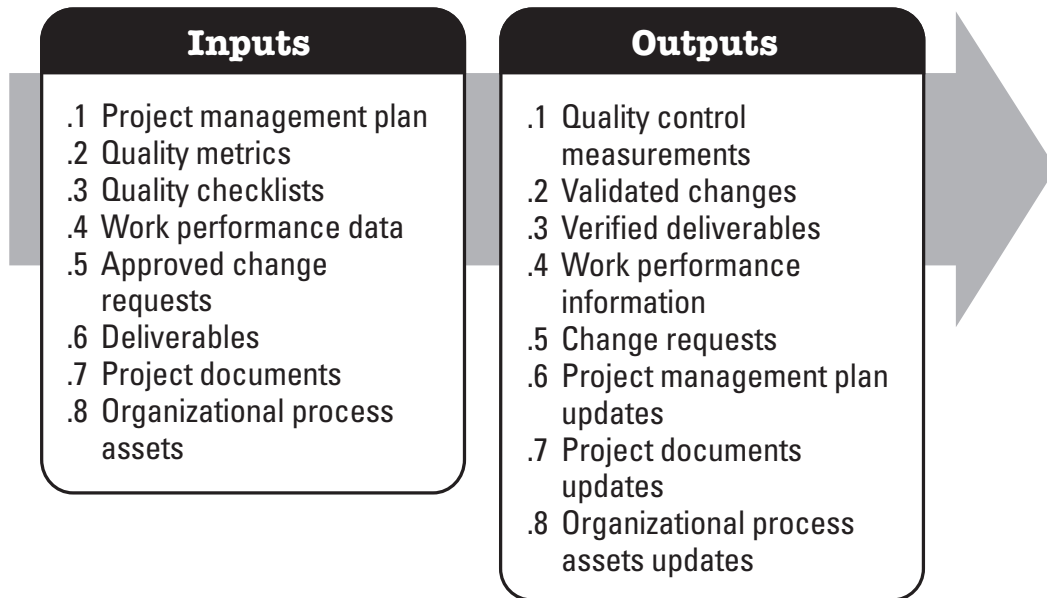 Inputs
.1 Project management plan
.2 Quality metrics
.3 Quality checklists
.4 Work performance data
.5 Approved change
requests
.6 Deliverables
.7 Project documents
.8 Organizational process
assets
Outputs
.1 Quality control
measurements
.2 Validated changes
.3 Verified deliverables
.4 Work performance
information
.5 Change requests
.6 Project management plan
updates
.7 Project documents
updates
.8 Organizational process
assets updates